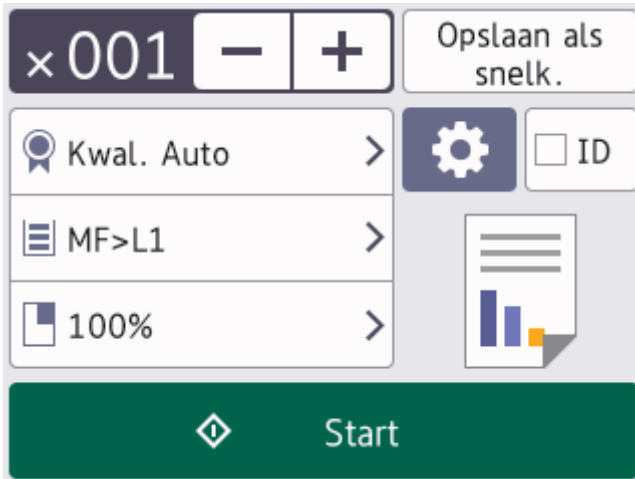 ×001 − +
Opslaan als
snelk.
Kwal. Auto
ID
MF>L1
100%
Start